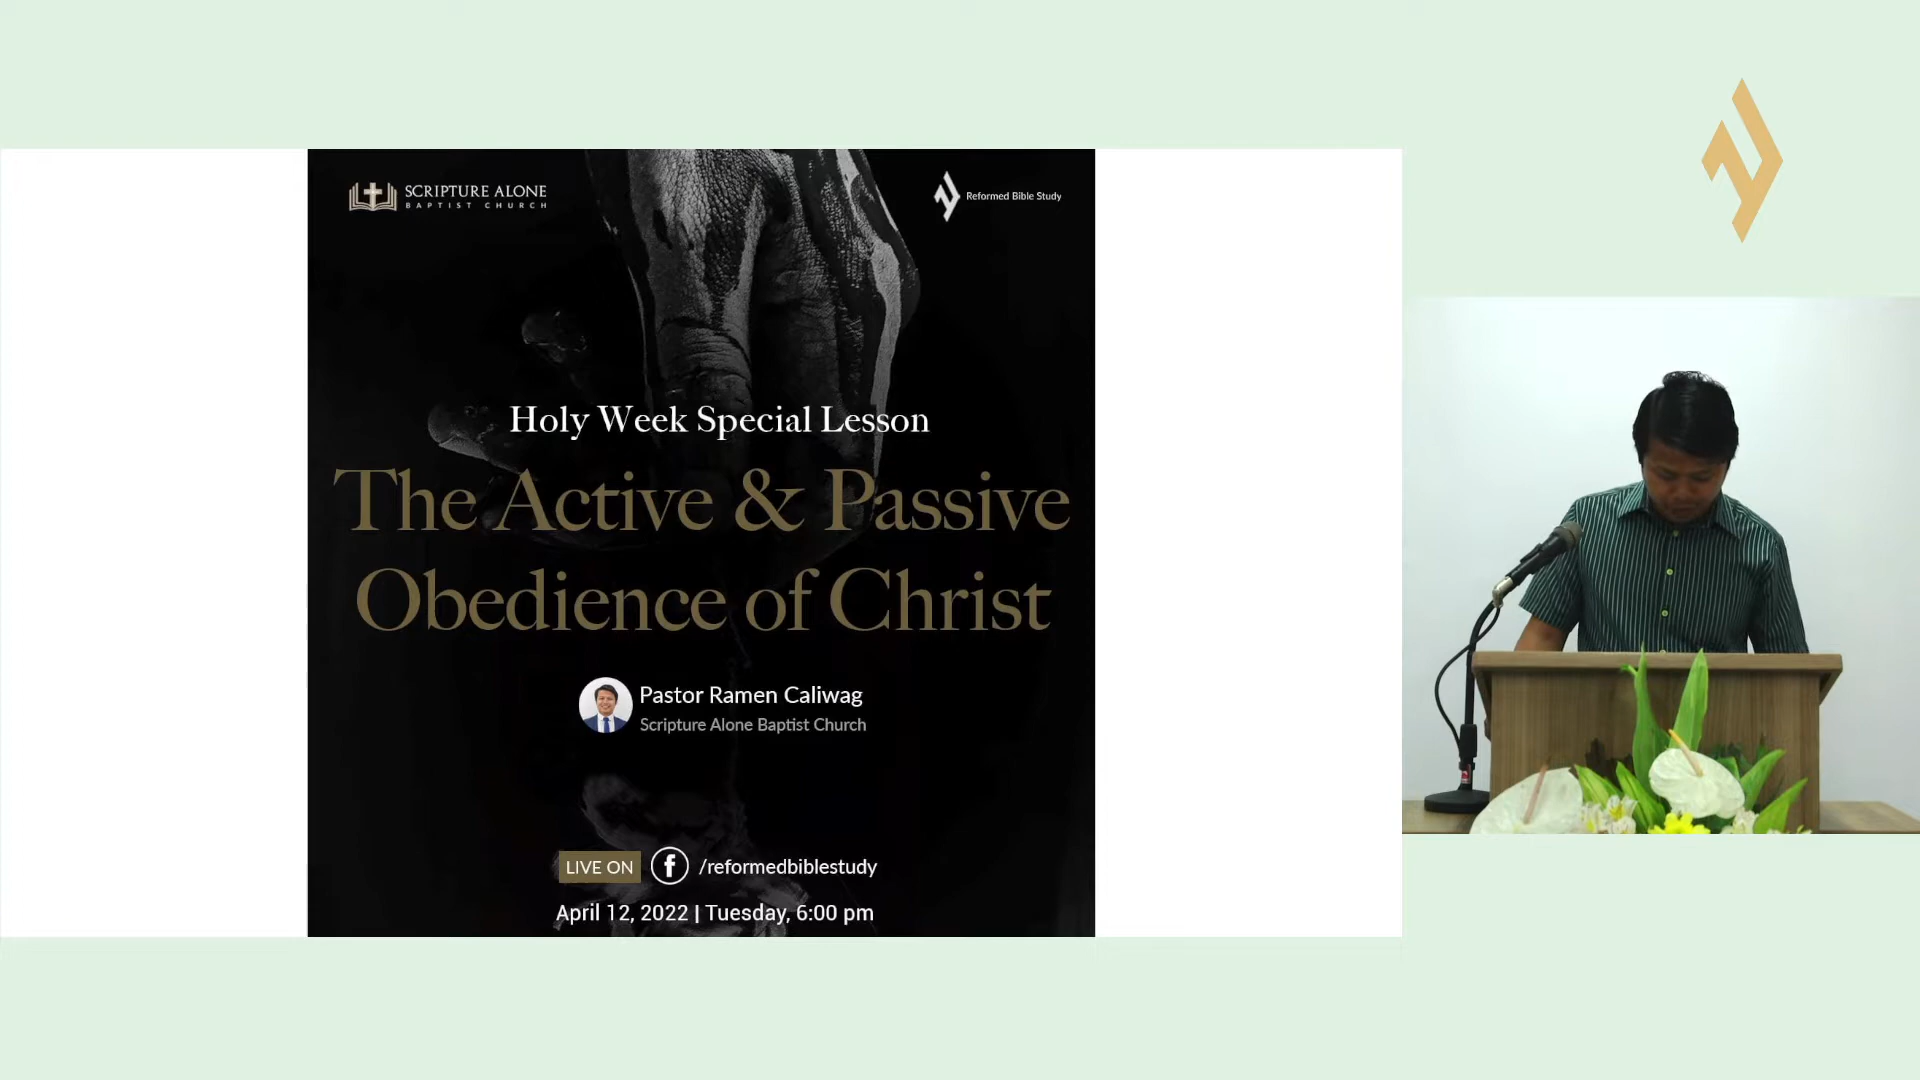 SCRIPTURE ALONE
BAPTIST CHURCH
Reformed Bible Study
Holy Week Special Lesson
The Active & Passive
Obedience of Christ
Pastor Ramen Caliwag
Scripture Alone Baptist Church
LIVE ON f /reformedbiblestudy
April 12, 2022 | Tuesday, 6:00 pm